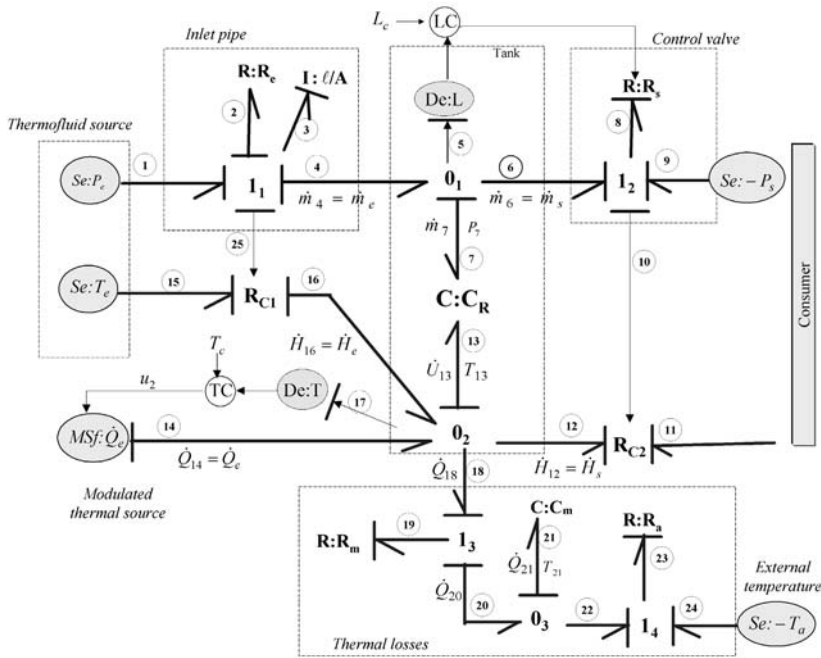 L_c
LC
Inlet pipe
Tank
Control valve
R:R_e
I: ℓ/A
De:L
R:R_s
Thermofluid source
2
3
8
1
4
5
6
9
Se:P_e
1_1
0_1
1_2
Se:−P_s
ṁ_4 = ṁ_e
ṁ_6 = ṁ_s
ṁ_7
P_7
25
7
10
15
16
Se:T_e
R_C1
C:C_R
Consumer
Ḣ_16 = Ḣ_e
13
T_c
U̇_13
T_13
u_2
TC
De:T
17
14
12
11
MSf:Q̇_e
0_2
R_C2
Q̇_14 = Q̇_e
Q̇_18
18
Ḣ_12 = Ḣ_s
Modulated
thermal source
19
C:C_m
R:R_a
R:R_m
1_3
21
23
External
temperature
Q̇_21
T_21
Q̇_20
20
0_3
22
1_4
24
Se:−T_a
Thermal losses